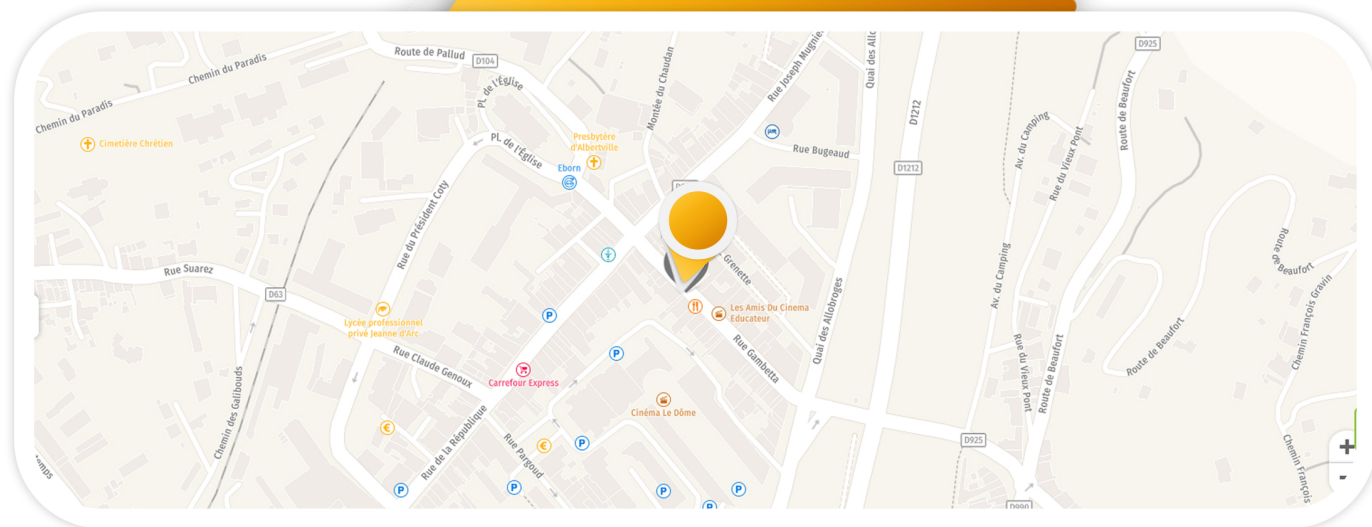 Route de Pallud
D104
Chemin du Paradis
Chemin du Paradis
Cimetière Chrétien
Pl. de l'Église
Pl. de l'Église
Presbytère
d'Albertville
Eborn
Montée du Chaudan
Rue Joseph Mugnier
Quai des Allo
D1212
D925
Route de Beaufort
Rue Bugeaud
D1212
Av. du Camping
Rue du Vieux Pont
Rue du Président Coty
Rue Suarez
D63
Lycée professionnel
privé Jeanne d'Arc
Grenette
Les Amis Du Cinema
Educateur
Quai des Allobroges
Av. du Camping
Route de Beaufort
Chemin François Gravin
P
P
Rue Gambetta
Rue Claude Genoux
Carrefour Express
Cinéma Le Dôme
Rue du Vieux Pont
Route de Beaufort
Route de Beaufort
Chemin des Galibouds
€
Rue de la République
Rue Pargoud
€
P
D925
Chemin François
+
-
P
P
P
P
P
D990